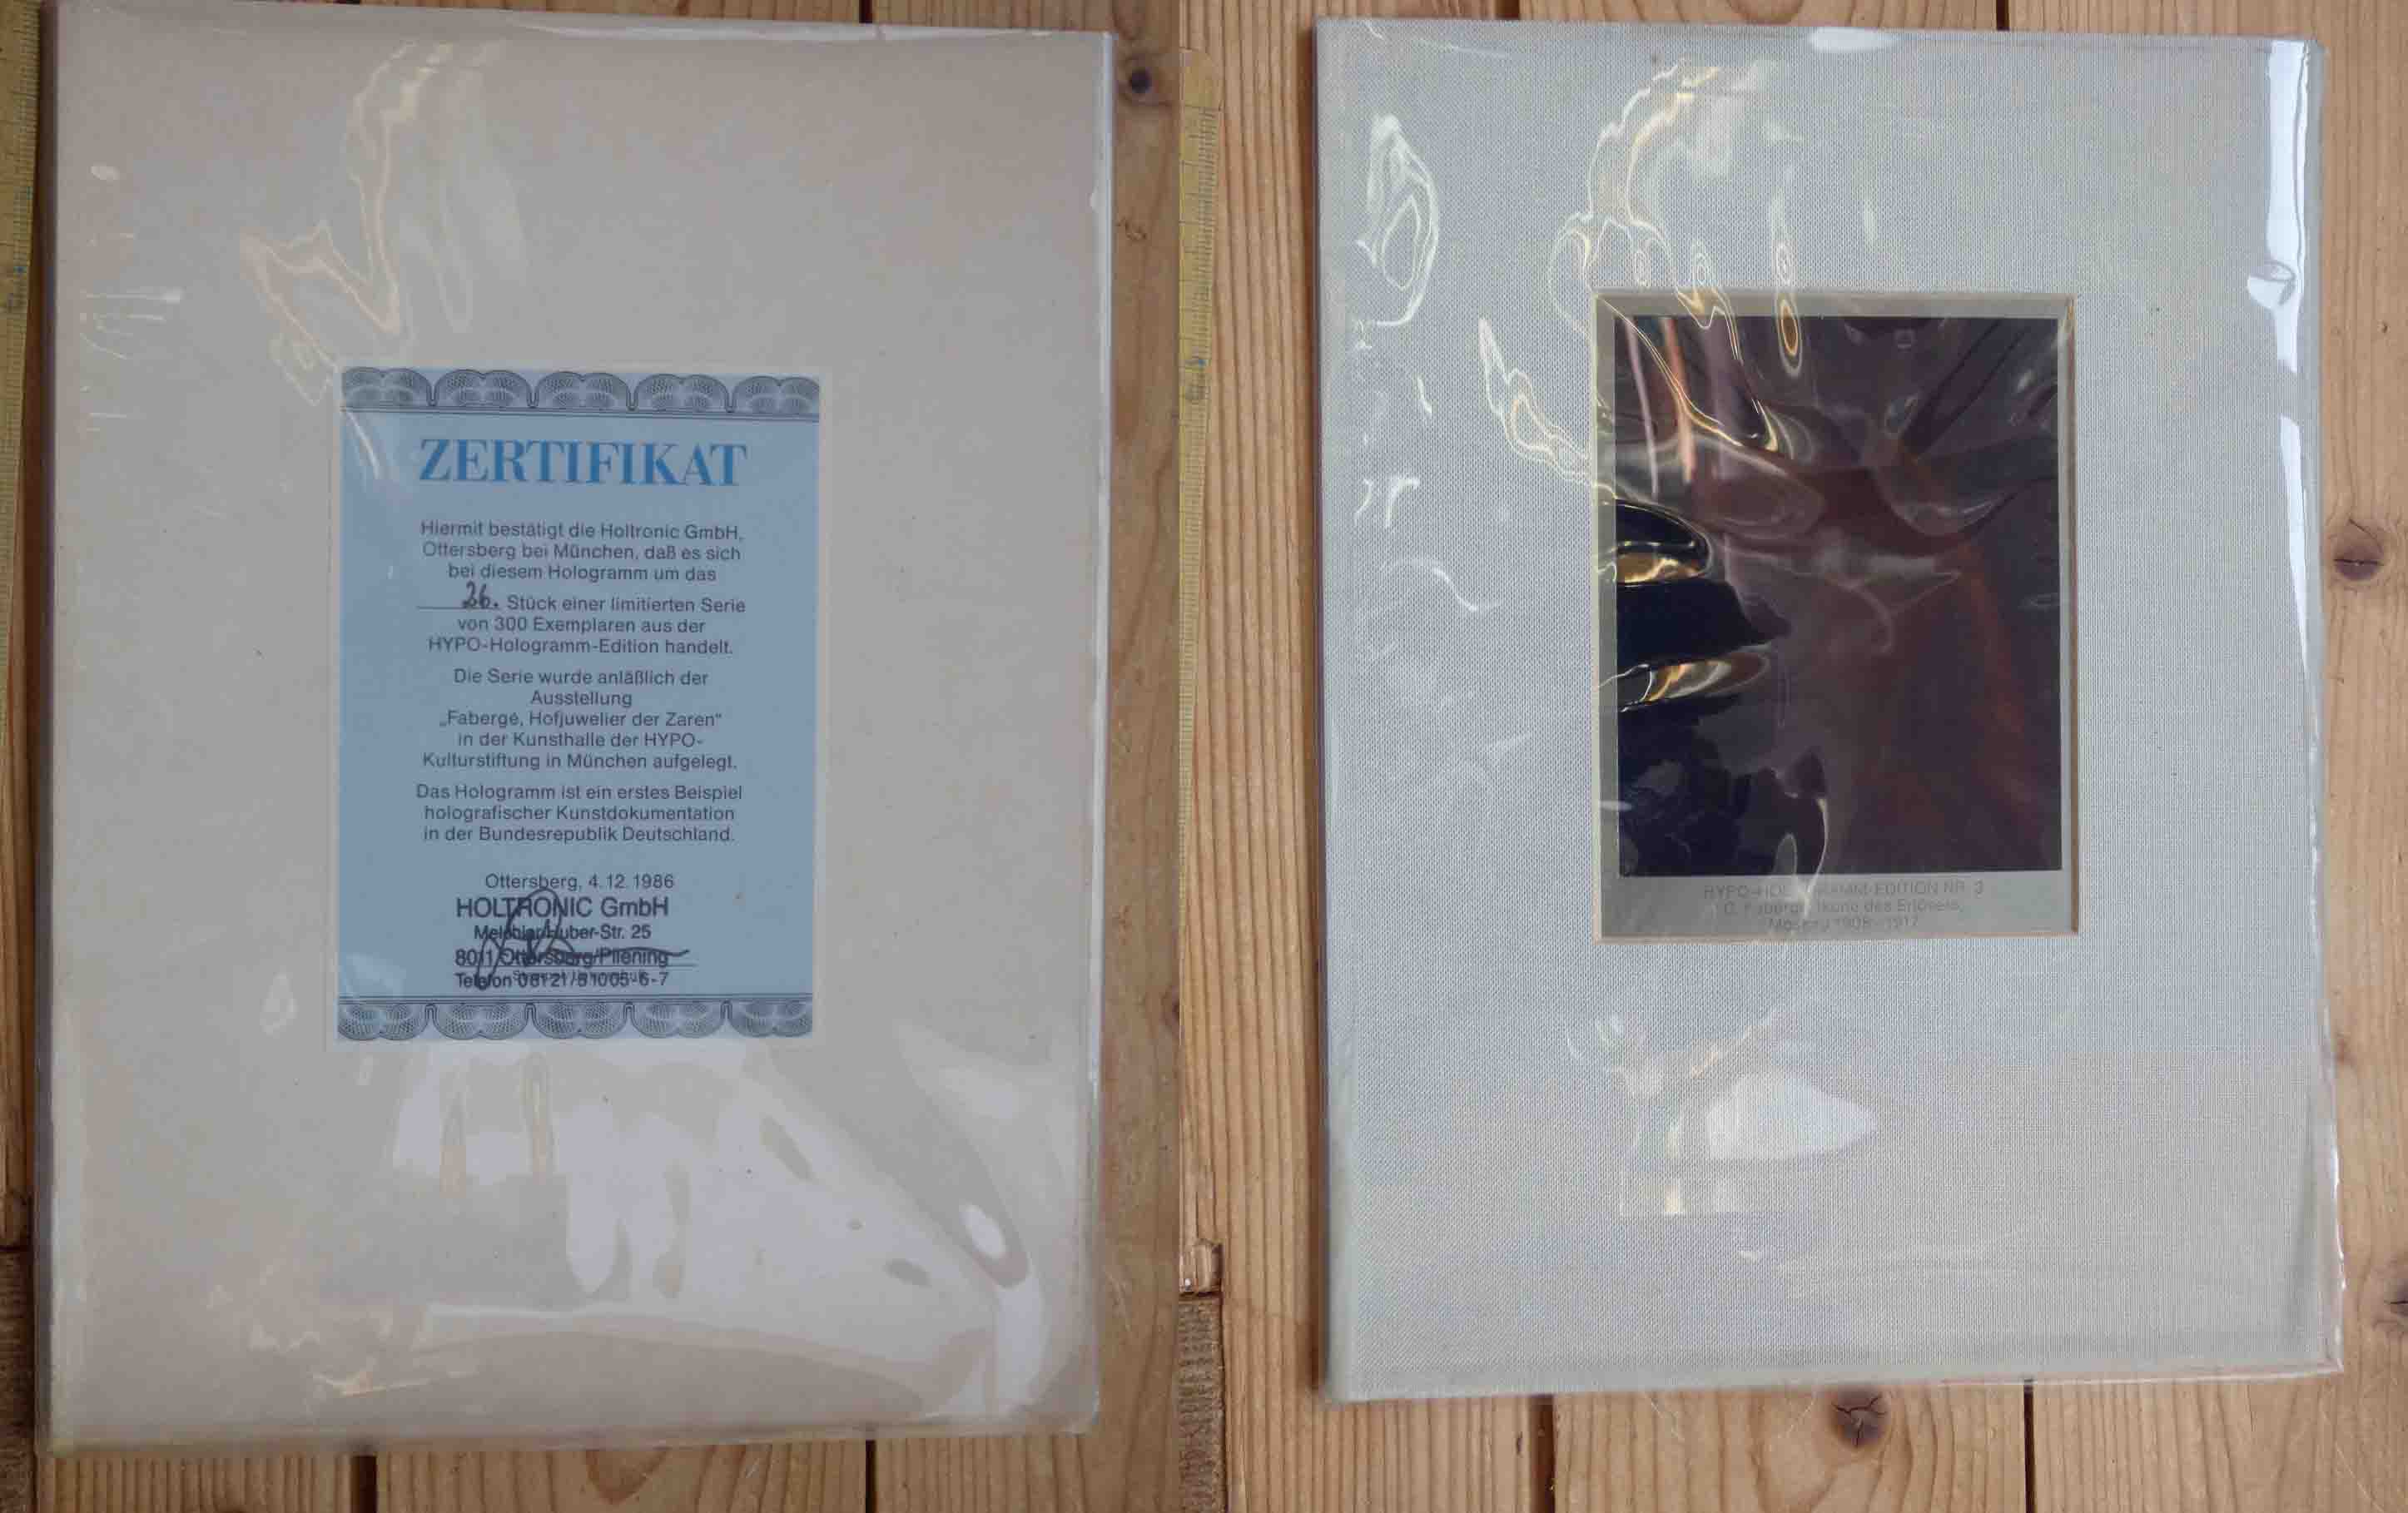 ZERTIFIKAT
Hiermit bestätigt die Holtronic GmbH,
Ottersberg bei München, daß es sich
bei diesem Hologramm um das
26. Stück einer limitierten Serie
von 300 Exemplaren aus der
HYPO-Hologramm-Edition handelt.
Die Serie wurde anläßlich der
Ausstellung
„Fabergé, Hofjuwelier der Zaren“
in der Kunsthalle der HYPO-
Kulturstiftung in München aufgelegt.
Das Hologramm ist ein erstes Beispiel
holografischer Kunstdokumentation
in der Bundesrepublik Deutschland.
Ottersberg, 4.12.1986
HOLTRONIC GmbH
Melchior-Huber-Str. 25
8011 Ottersberg/Pliening
Telefon 08121/81005-6-7
HYPO-HOLOGRAMM-EDITION NR. 3
C. Fabergé, Ikone des Erlösers,
Moskau 1908-1917